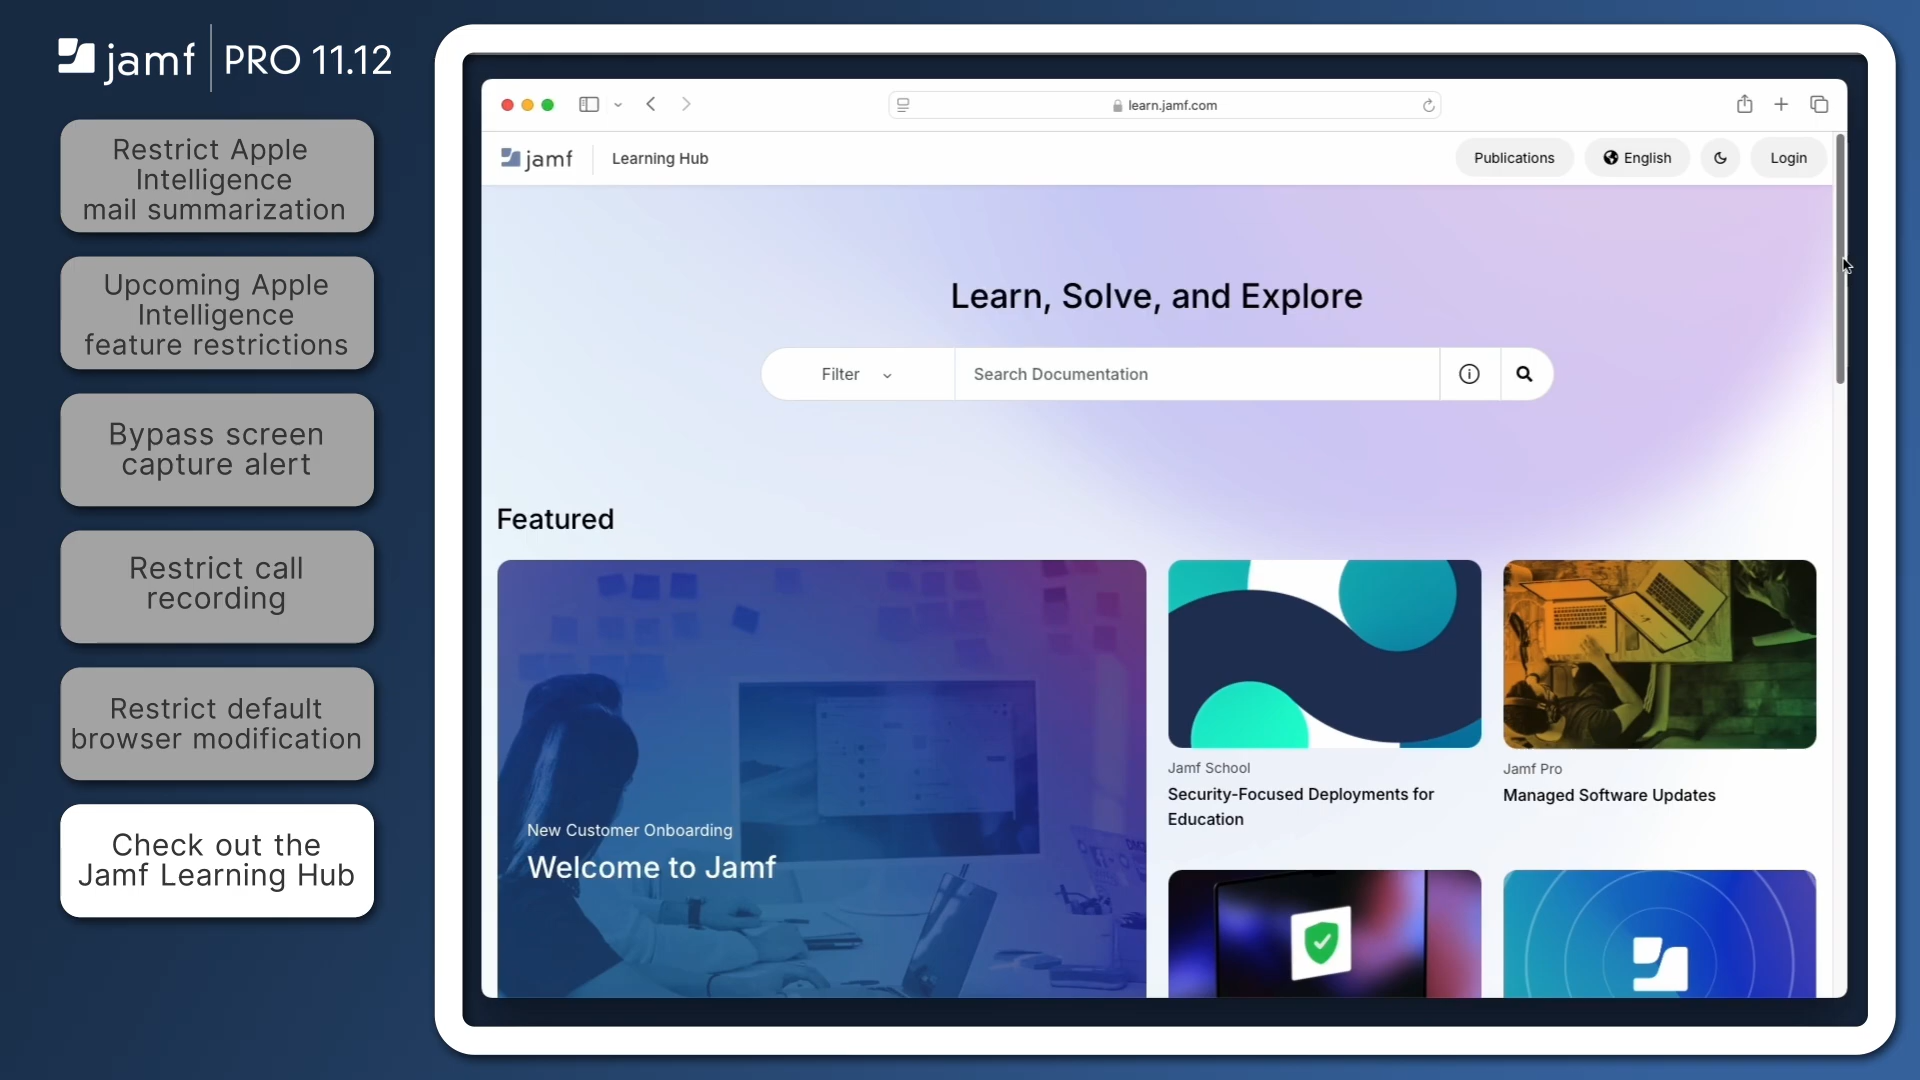 jamf PRO 11.12
Restrict Apple
Intelligence
mail summarization
Upcoming Apple
Intelligence
feature restrictions
Bypass screen
capture alert
Restrict call
recording
Restrict default
browser modification
Check out the
Jamf Learning Hub
learn.jamf.com
jamf Learning Hub
Publications
English
Login
Learn, Solve, and Explore
Filter
Search Documentation
Featured
New Customer Onboarding
Welcome to Jamf
Jamf School
Security-Focused Deployments for
Education
Jamf Pro
Managed Software Updates